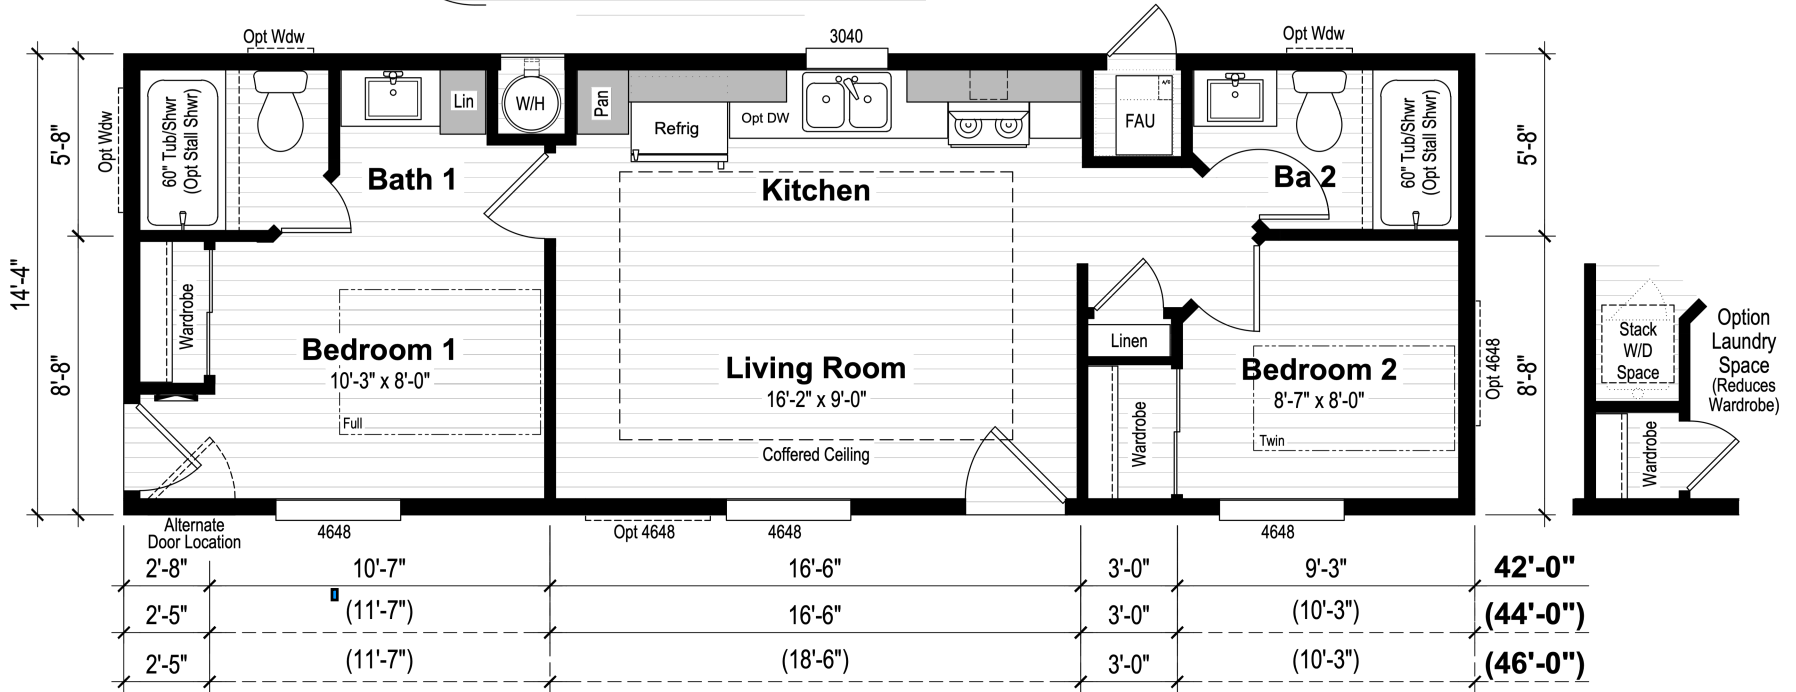 Opt Wdw
3040
Opt Wdw
Opt Wdw
5'-8"
14'-4"
8'-8"
60" Tub/Shwr
(Opt Stall Shwr)
Lin
W/H
Pan
Refrig
Opt DW
FAU
A/O
60" Tub/Shwr
(Opt Stall Shwr)
5'-8"
Bath 1
Kitchen
Ba 2
Wardrobe
Bedroom 1
10'-3" x 8'-0"
Full
Living Room
16'-2" x 9'-0"
Coffered Ceiling
Linen
Wardrobe
Bedroom 2
8'-7" x 8'-0"
Twin
Opt 4648
8'-8"
Stack
W/D
Space
Option
Laundry
Space
(Reduces
Wardrobe)
Wardrobe
Alternate
Door Location
4648
Opt 4648
4648
4648
2'-8" 10'-7" 16'-6" 3'-0" 9'-3" 42'-0"
2'-5" (11'-7") 16'-6" 3'-0" (10'-3") (44'-0")
2'-5" (11'-7") (18'-6") 3'-0" (10'-3") (46'-0")